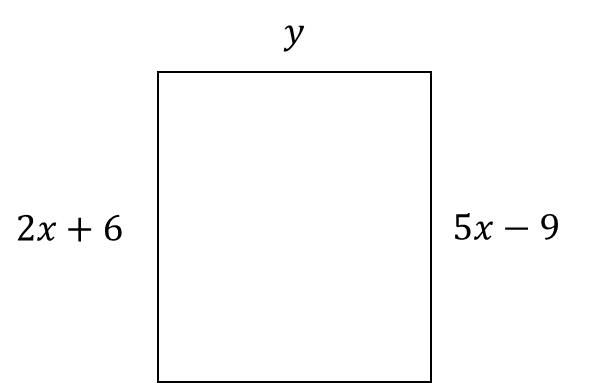 y
2x + 6
5x − 9